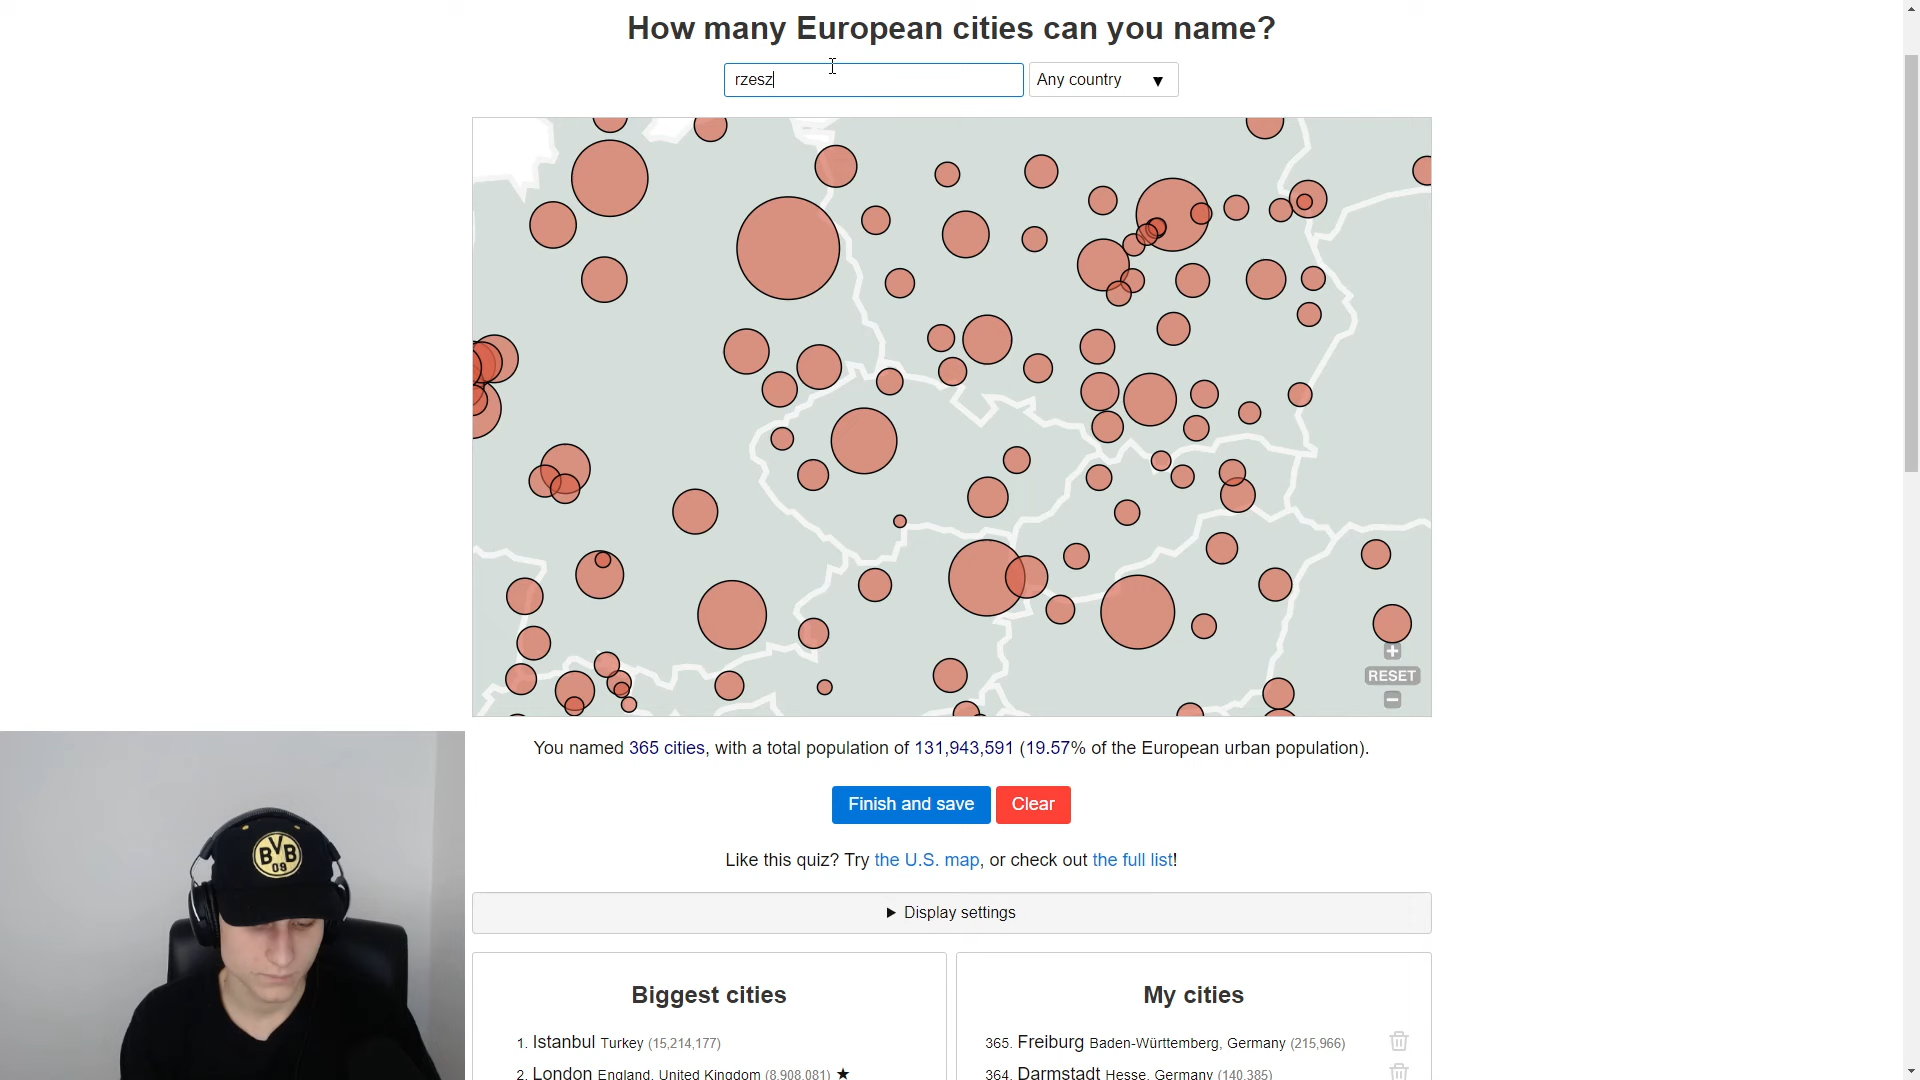 How many European cities can you name?
rzesz
Any country ▼
RESET
You named 365 cities, with a total population of 131,943,591 (19.57% of the European urban population).
Finish and save
Clear
Like this quiz? Try the U.S. map, or check out the full list!
▶ Display settings
Biggest cities
1. Istanbul Turkey (15,214,177)
2. London England, United Kingdom (8,908,081) ★
My cities
365. Freiburg Baden-Württemberg, Germany (215,966)
364. Darmstadt Hesse, Germany (140,385)
BVB
09